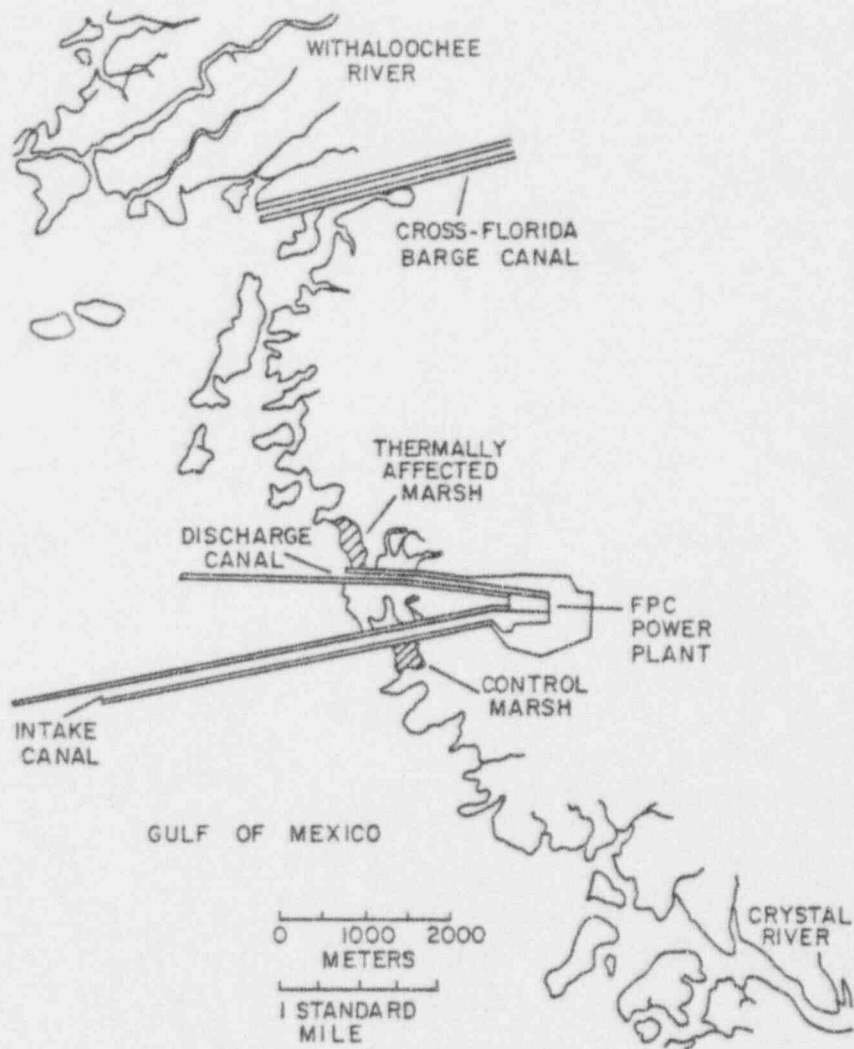 WITHALOOCHEE
RIVER
CROSS-FLORIDA
BARGE CANAL
THERMALLY
AFFECTED
MARSH
DISCHARGE
CANAL
FPC
POWER
PLANT
CONTROL
MARSH
INTAKE
CANAL
GULF OF MEXICO
CRYSTAL
RIVER
0 1000 2000
METERS
1 STANDARD
MILE